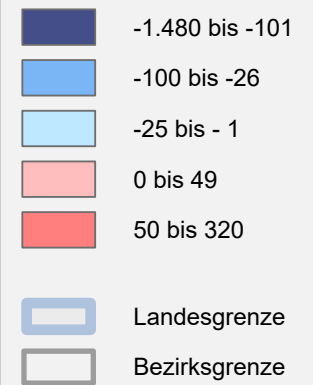 -1.480 bis -101
-100 bis -26
-25 bis - 1
0 bis 49
50 bis 320
Landesgrenze
Bezirksgrenze